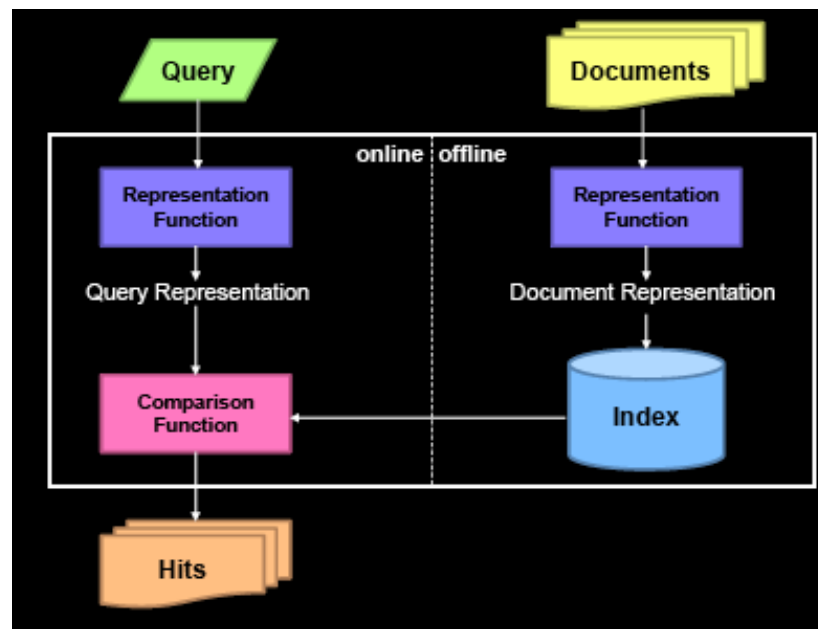 Query
Documents
online offline
Representation
Function
Representation
Function
Query Representation
Document Representation
Comparison
Function
Index
Hits